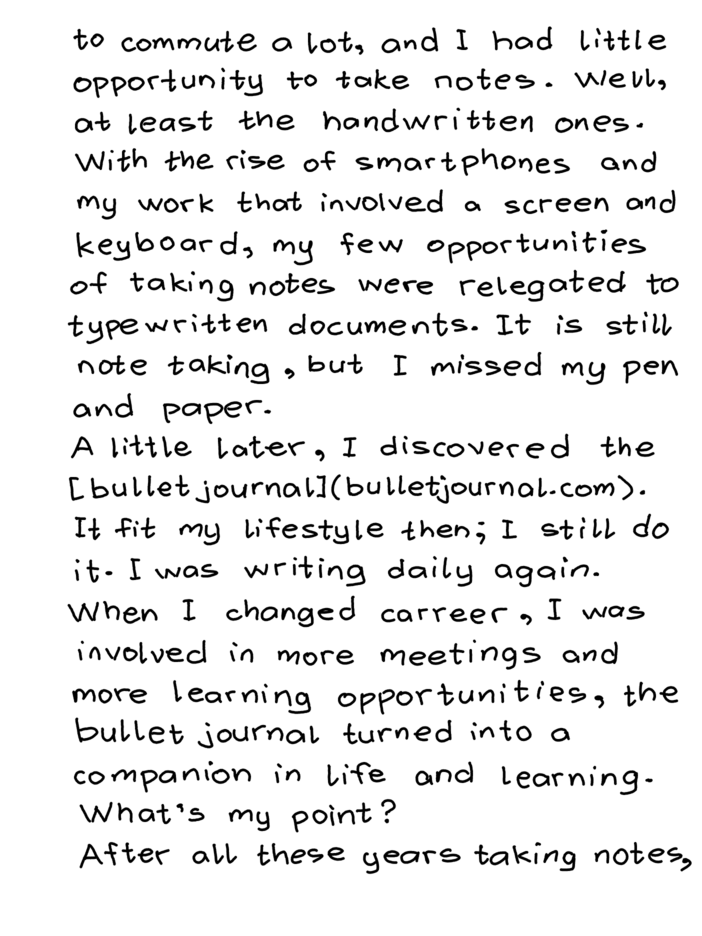 to commute a lot, and I had little
opportunity to take notes. Well,
at least the handwritten ones.
With the rise of smartphones and
my work that involved a screen and
keyboard, my few opportunities
of taking notes were relegated to
typewritten documents. It is still
note taking, but I missed my pen
and paper.
A little later, I discovered the
[bullet journal](bulletjournal.com).
It fit my lifestyle then; I still do
it. I was writing daily again.
When I changed carreer, I was
involved in more meetings and
more learning opportunities, the
bullet journal turned into a
companion in life and learning.
What's my point?
After all these years taking notes,